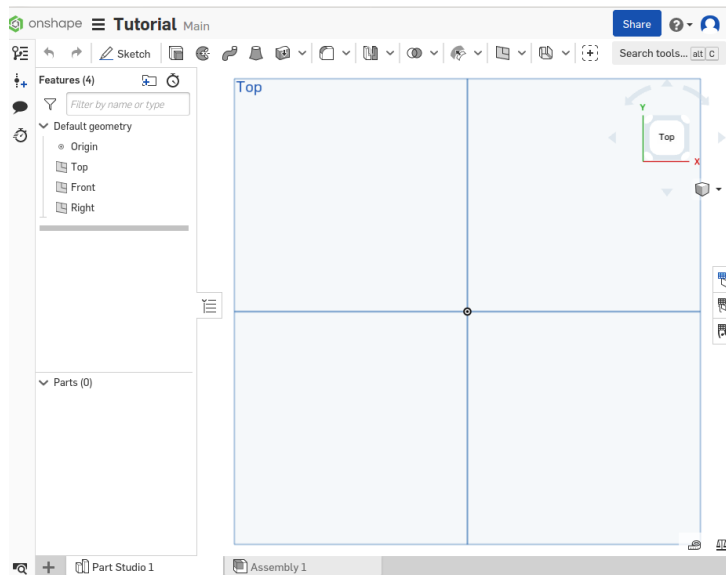 onshape Tutorial Main Share
Sketch Search tools... alt C
Features (4)
Filter by name or type
Default geometry
Origin
Top
Front
Right
Parts (0)
Top
Y
Top
X
Part Studio 1 Assembly 1